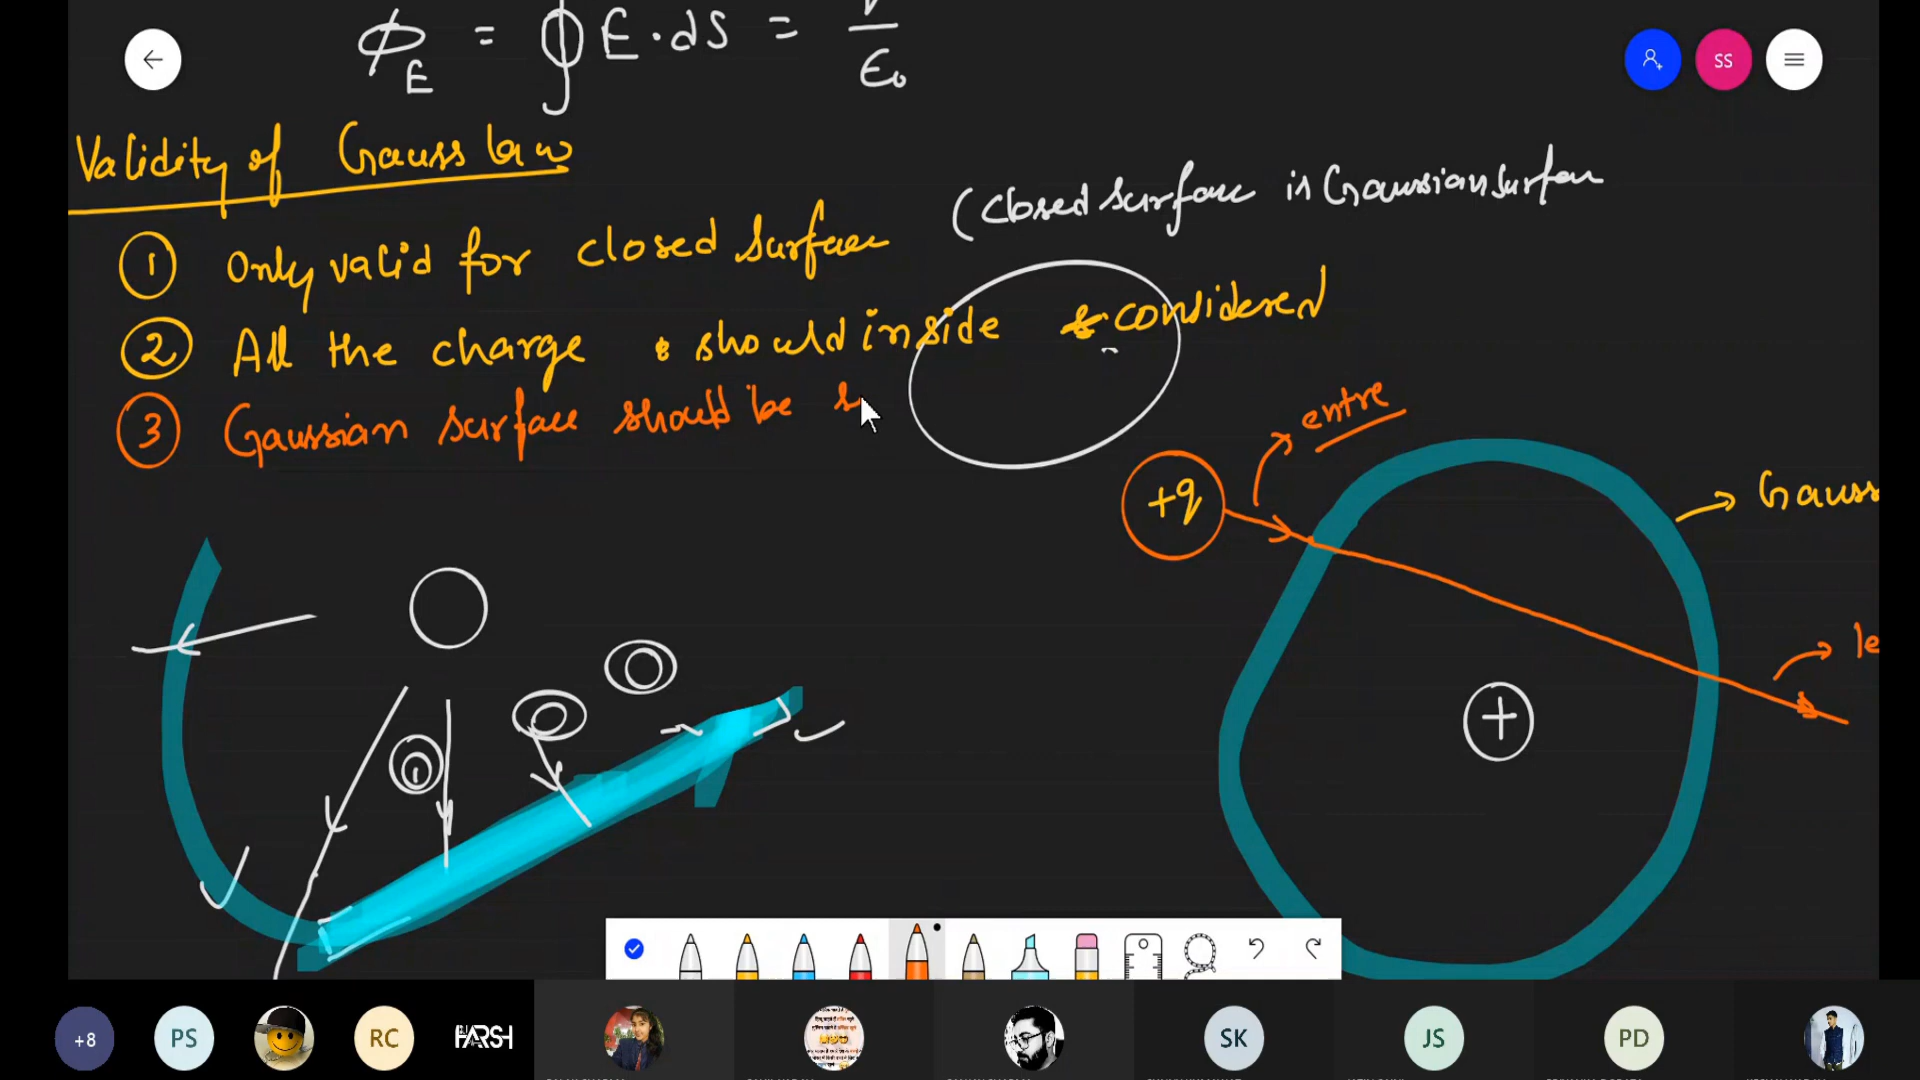 ϕE = ∮ E.ds = / ε0
SS
Validity of Gauss law
(Closed surface is Gaussian surface
1 Only valid for closed surface
2 All the charge should inside considered
3 Gaussian surface should be s
entre
+q
Gauss
le
+
1
+8
PS
RC
HARSH
SK
JS
PD